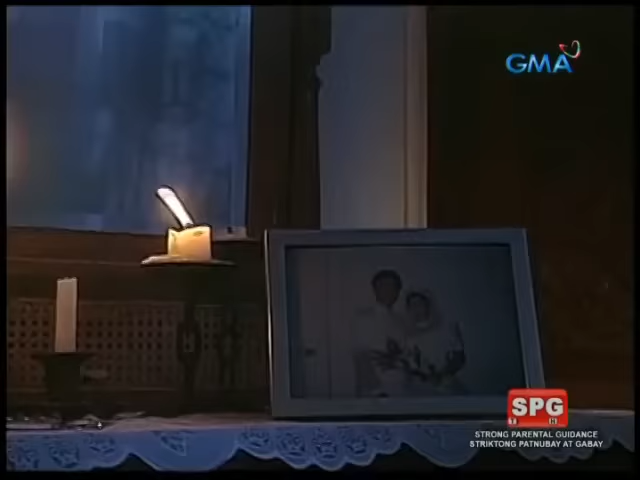 GMA
SPG
T H
STRONG PARENTAL GUIDANCE
STRIKTONG PATNUBAY AT GABAY